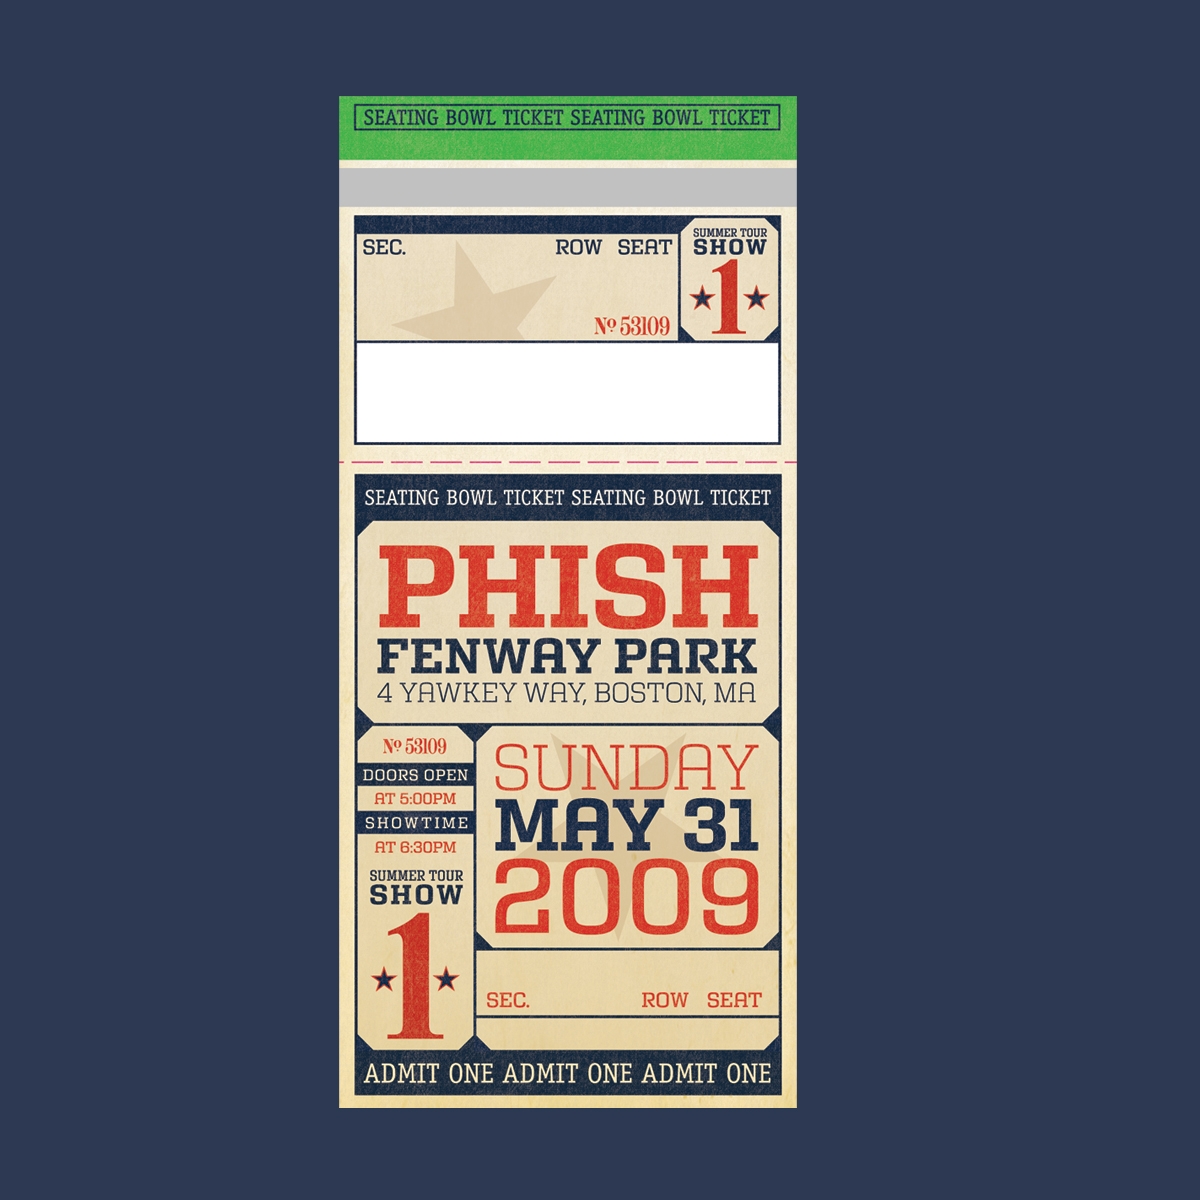 SEATING BOWL TICKET SEATING BOWL TICKET
SEC. ROW SEAT
Nº 53109
SUMMER TOUR
SHOW
1
SEATING BOWL TICKET SEATING BOWL TICKET
PHISH
FENWAY PARK
4 YAWKEY WAY, BOSTON, MA
Nº 53109
DOORS OPEN
AT 5:00PM
SHOWTIME
AT 6:30PM
SUMMER TOUR
SHOW
1
SUNDAY
MAY 31
2009
SEC. ROW SEAT
ADMIT ONE ADMIT ONE ADMIT ONE